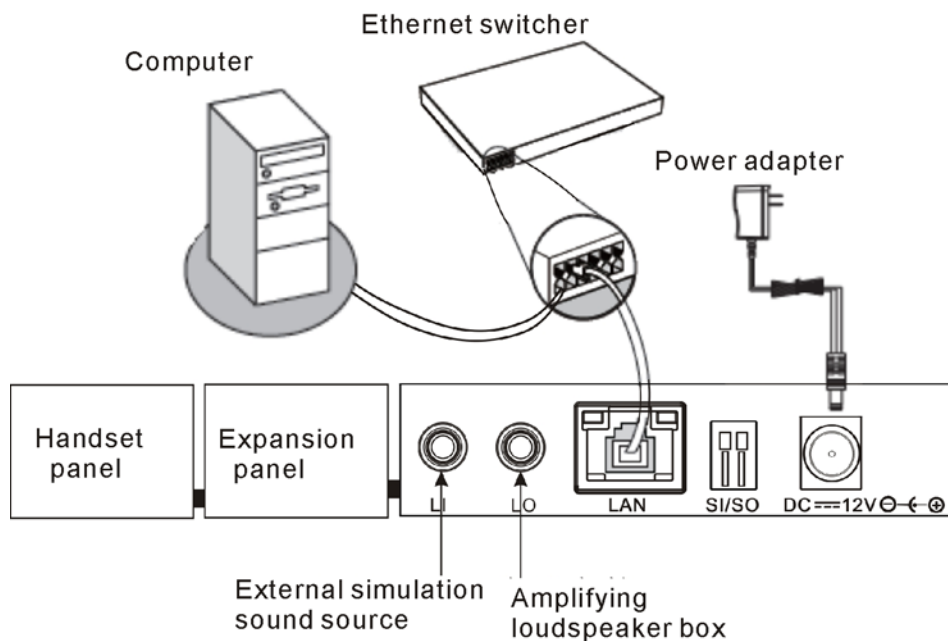 Ethernet switcher
Computer
Power adapter
Handset
panel
Expansion
panel
LI
LO
LAN
SI/SO
DC 12V
External simulation
sound source
Amplifying
loudspeaker box